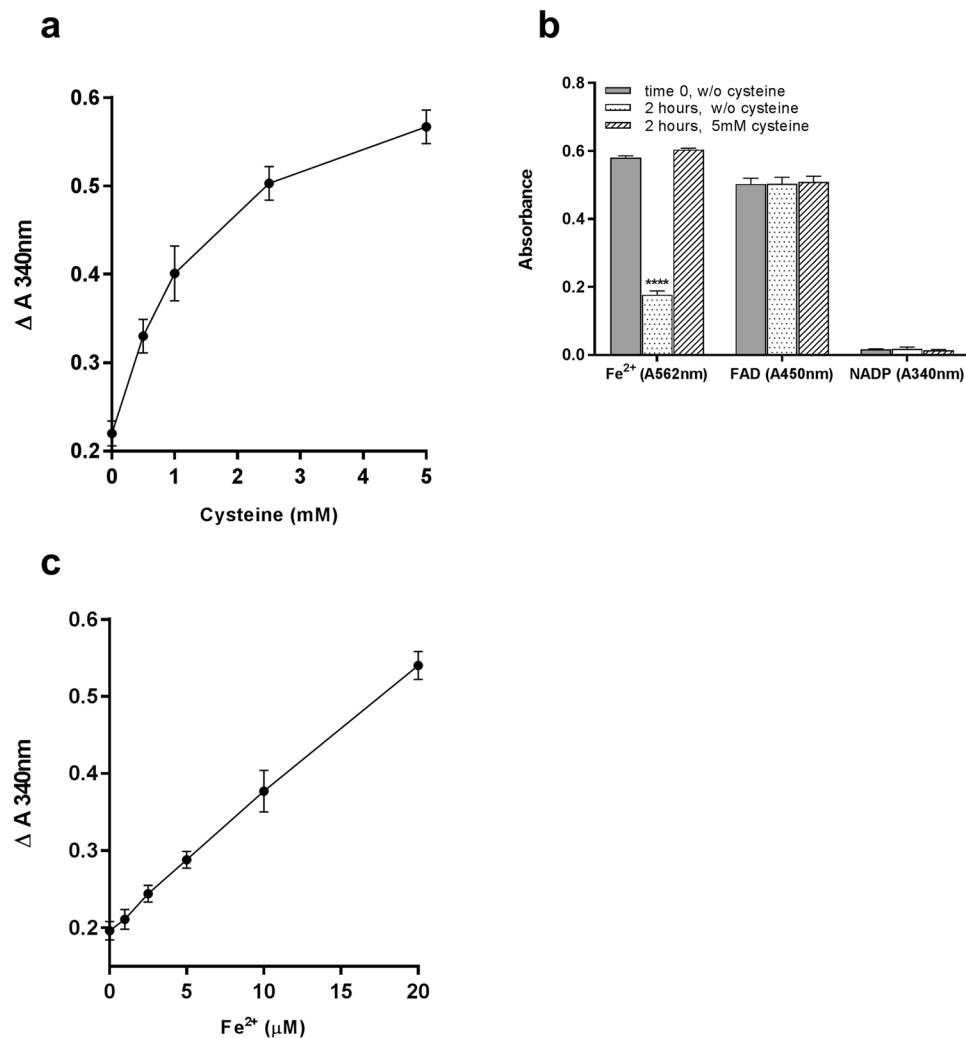 a
0.6
0.5
0.4
0.3
0.2
Δ A 340nm
0 1 2 3 4 5
Cysteine (mM)
b
0.8
0.6
0.4
0.2
0.0
Absorbance
time 0, w/o cysteine
2 hours, w/o cysteine
2 hours, 5mM cysteine
****
Fe²⁺ (A562nm) FAD (A450nm) NADP (A340nm)
c
0.6
0.5
0.4
0.3
0.2
Δ A 340nm
0 5 10 15 20
Fe²⁺ (μM)